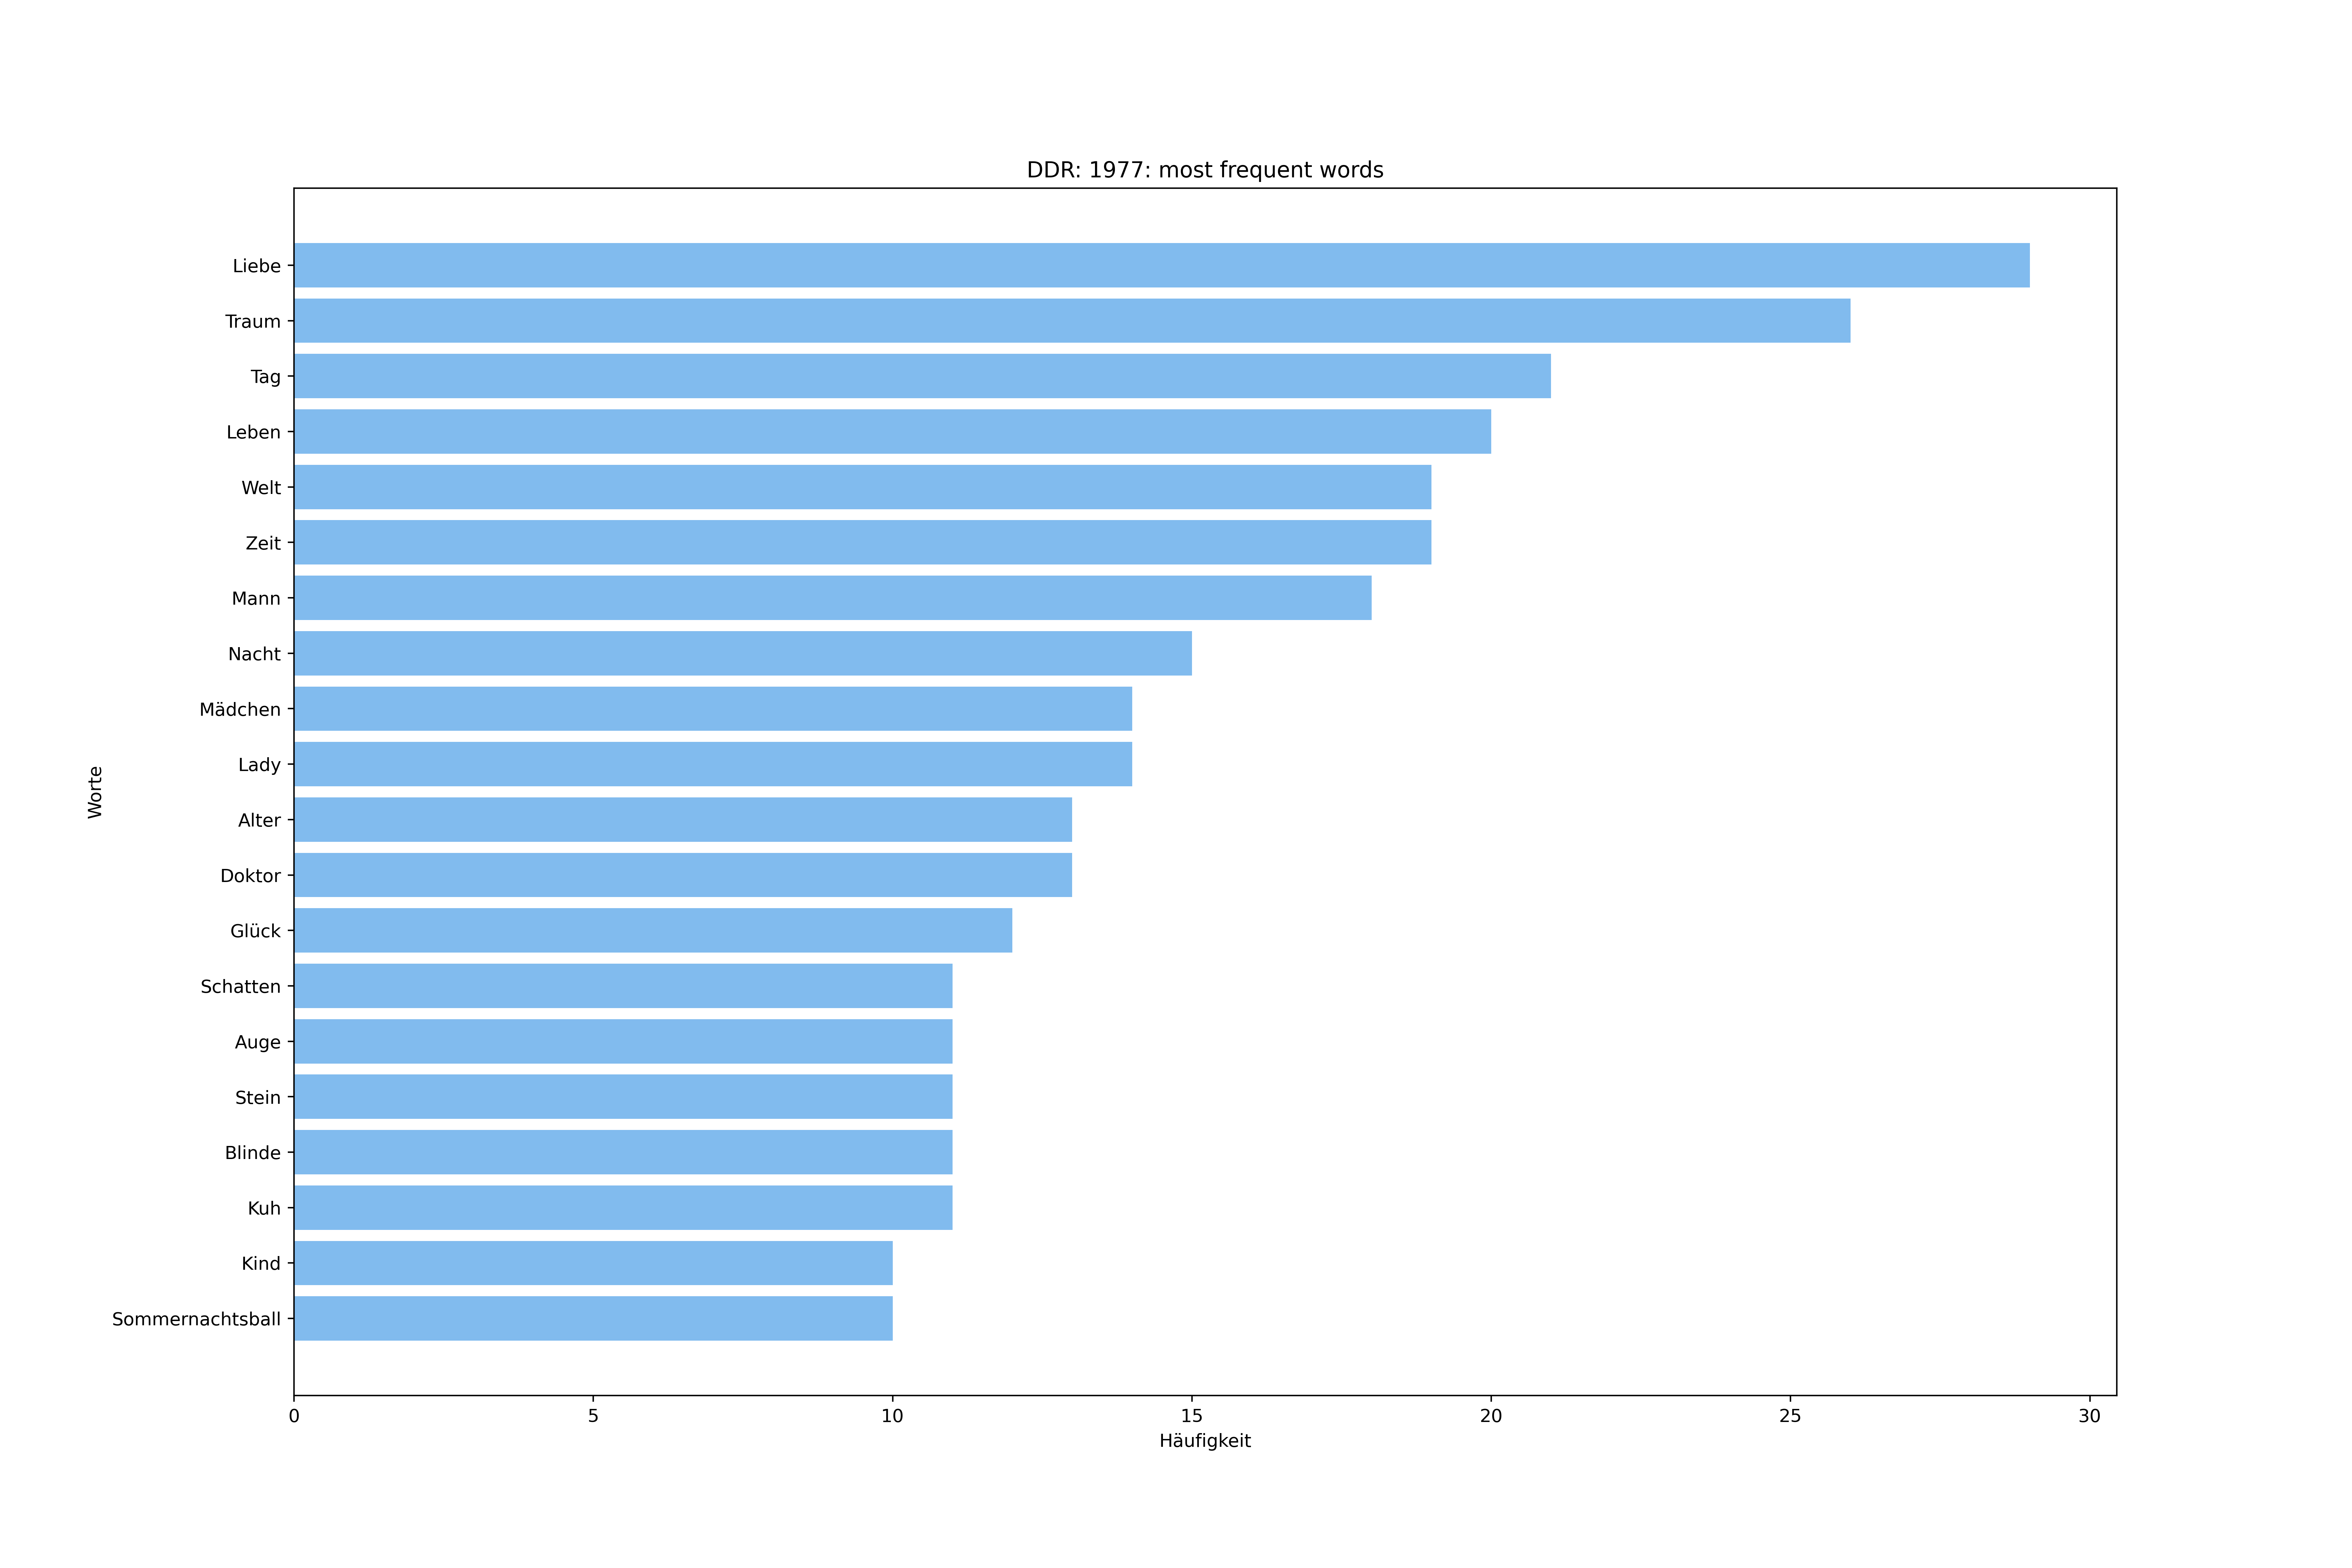 DDR: 1977: most frequent words
Worte
Liebe
Traum
Tag
Leben
Welt
Zeit
Mann
Nacht
Mädchen
Lady
Alter
Doktor
Glück
Schatten
Auge
Stein
Blinde
Kuh
Kind
Sommernachtsball
0 5 10 15 20 25 30
Häufigkeit